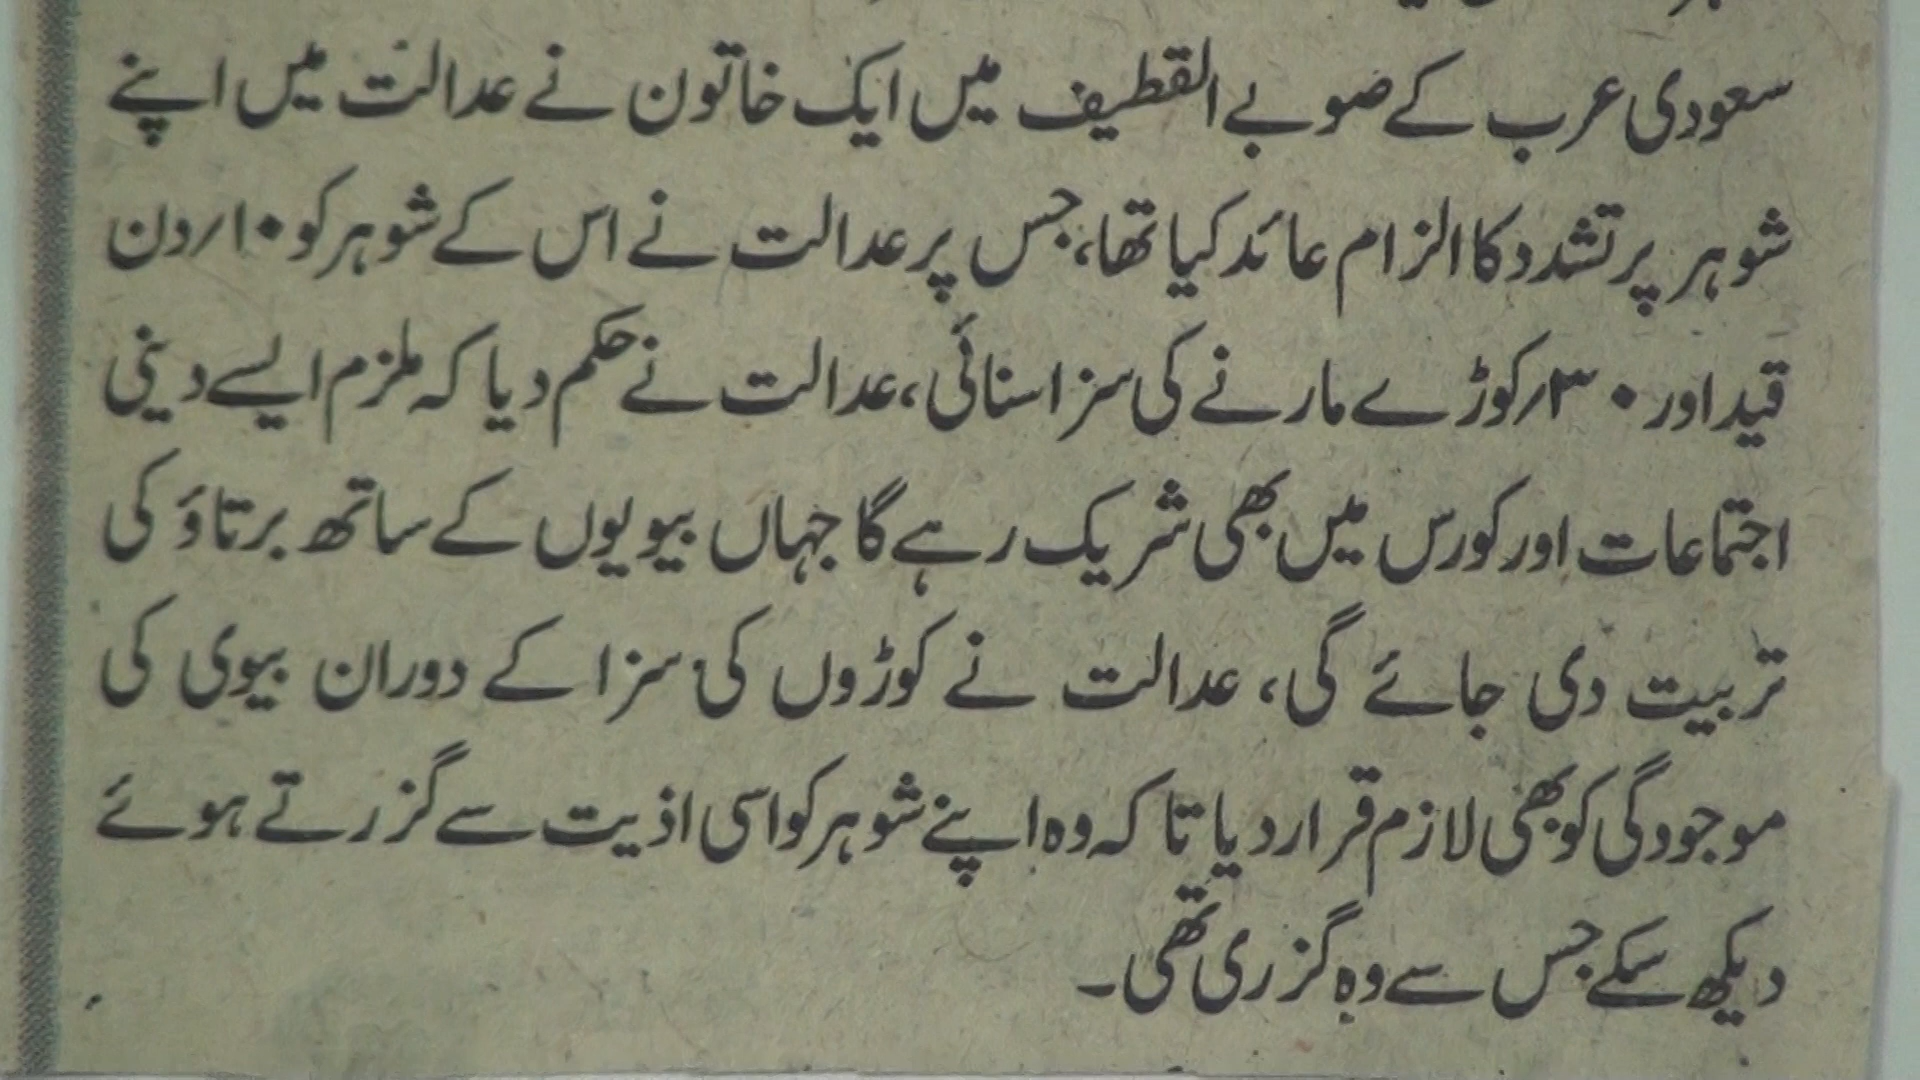 سعودی عرب کے صوبے القطیف میں ایک خاتون نے عدالت میں اپنے
شوہر پر تشدد کا الزام عائد کیا تھا، جس پر عدالت نے اس کے شوہر کو ۱۰؍دن
قید اور ۳۰؍کوڑے مارنے کی سزا سنائی، عدالت نے حکم دیا کہ ملزم ایسے دینی
اجتماعات اور کورس میں بھی شریک رہے گا جہاں بیویوں کے ساتھ برتاؤ کی
تربیت دی جائے گی، عدالت نے کوڑوں کی سزا کے دوران بیوی کی
موجودگی کو بھی لازم قرار دیا تا کہ وہ اپنے شوہر کو اسی اذیت سے گزرتے ہوئے
دیکھ سکے جس سے وہ گزری تھی۔